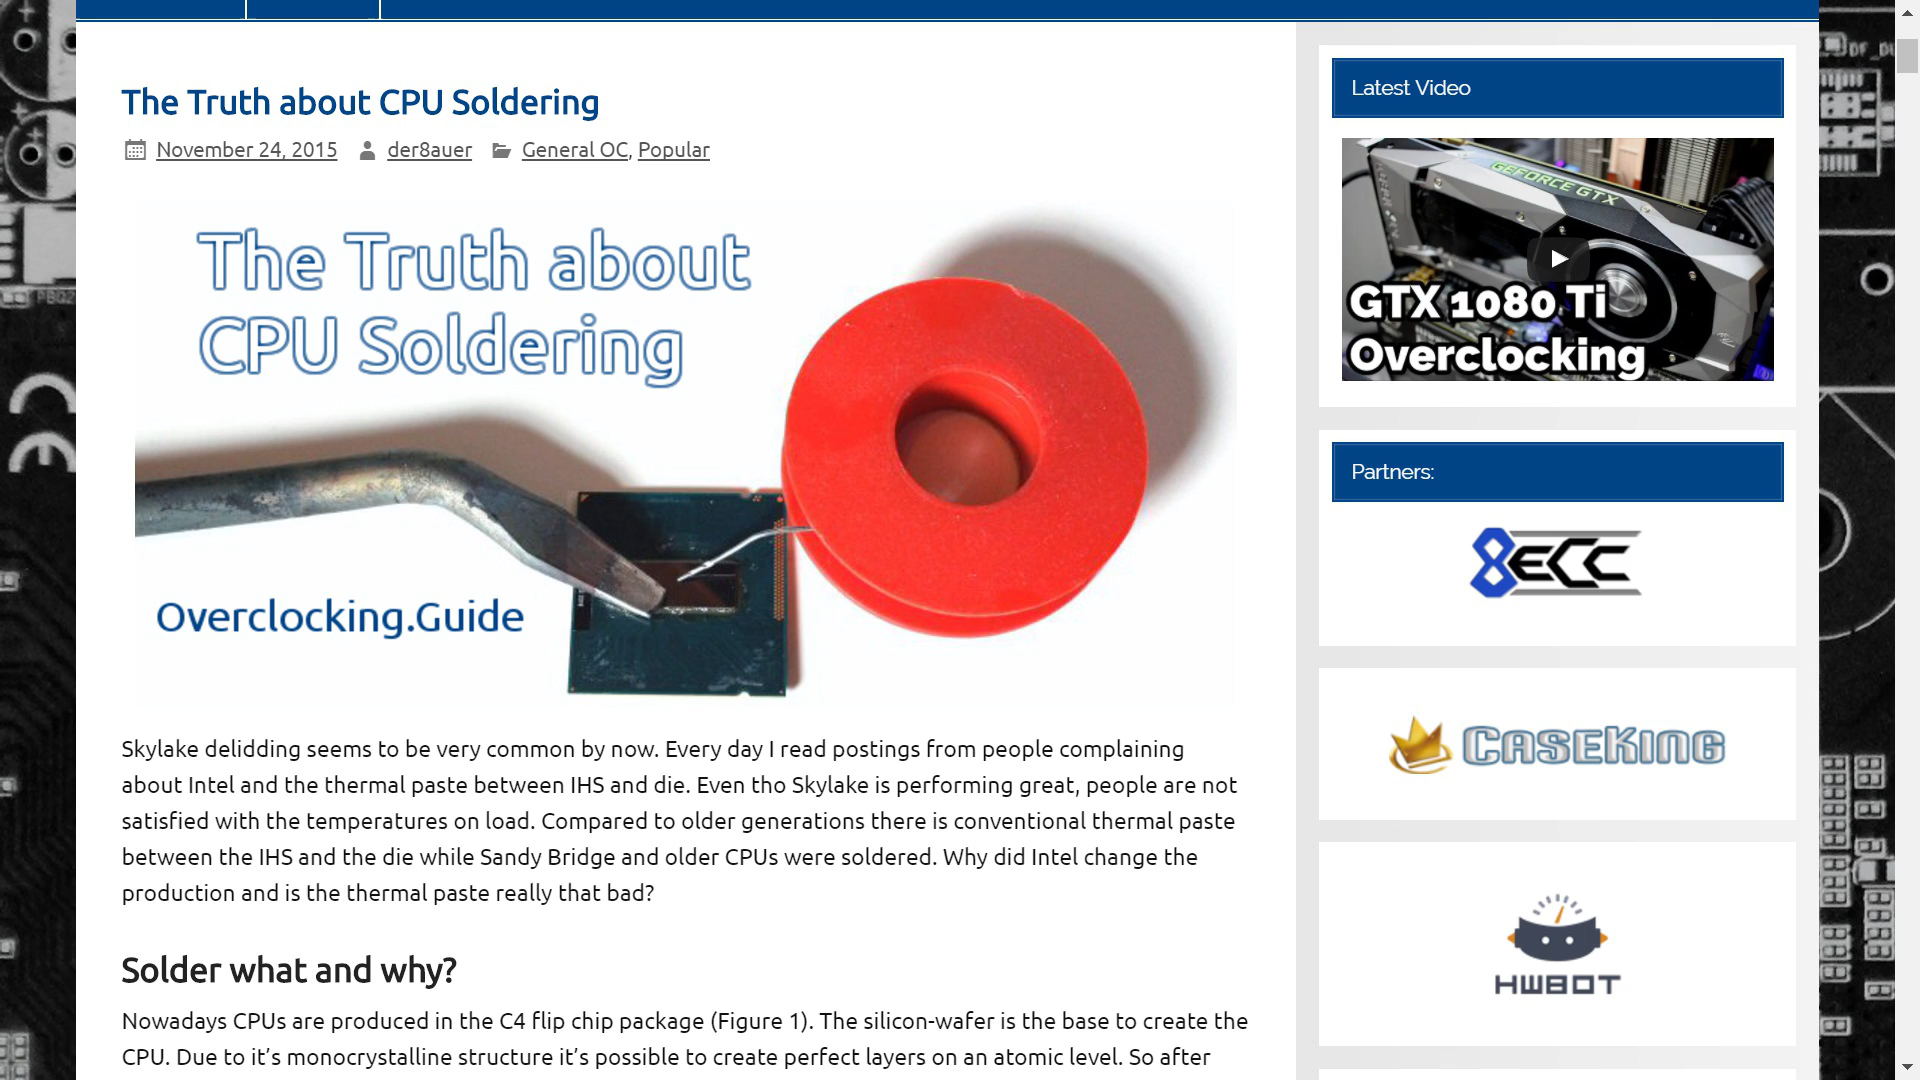 The Truth about CPU Soldering
November 24, 2015 der8auer General OC, Popular
The Truth about
CPU Soldering
Overclocking.Guide
Skylake delidding seems to be very common by now. Every day I read postings from people complaining
about Intel and the thermal paste between IHS and die. Even tho Skylake is performing great, people are not
satisfied with the temperatures on load. Compared to older generations there is conventional thermal paste
between the IHS and the die while Sandy Bridge and older CPUs were soldered. Why did Intel change the
production and is the thermal paste really that bad?
Solder what and why?
Nowadays CPUs are produced in the C4 flip chip package (Figure 1). The silicon-wafer is the base to create the
CPU. Due to it’s monocrystalline structure it’s possible to create perfect layers on an atomic level. So after
Latest Video
GEFORCE GTX
GTX 1080 Ti
Overclocking
Partners:
8ECC
CASEKING
HWBOT